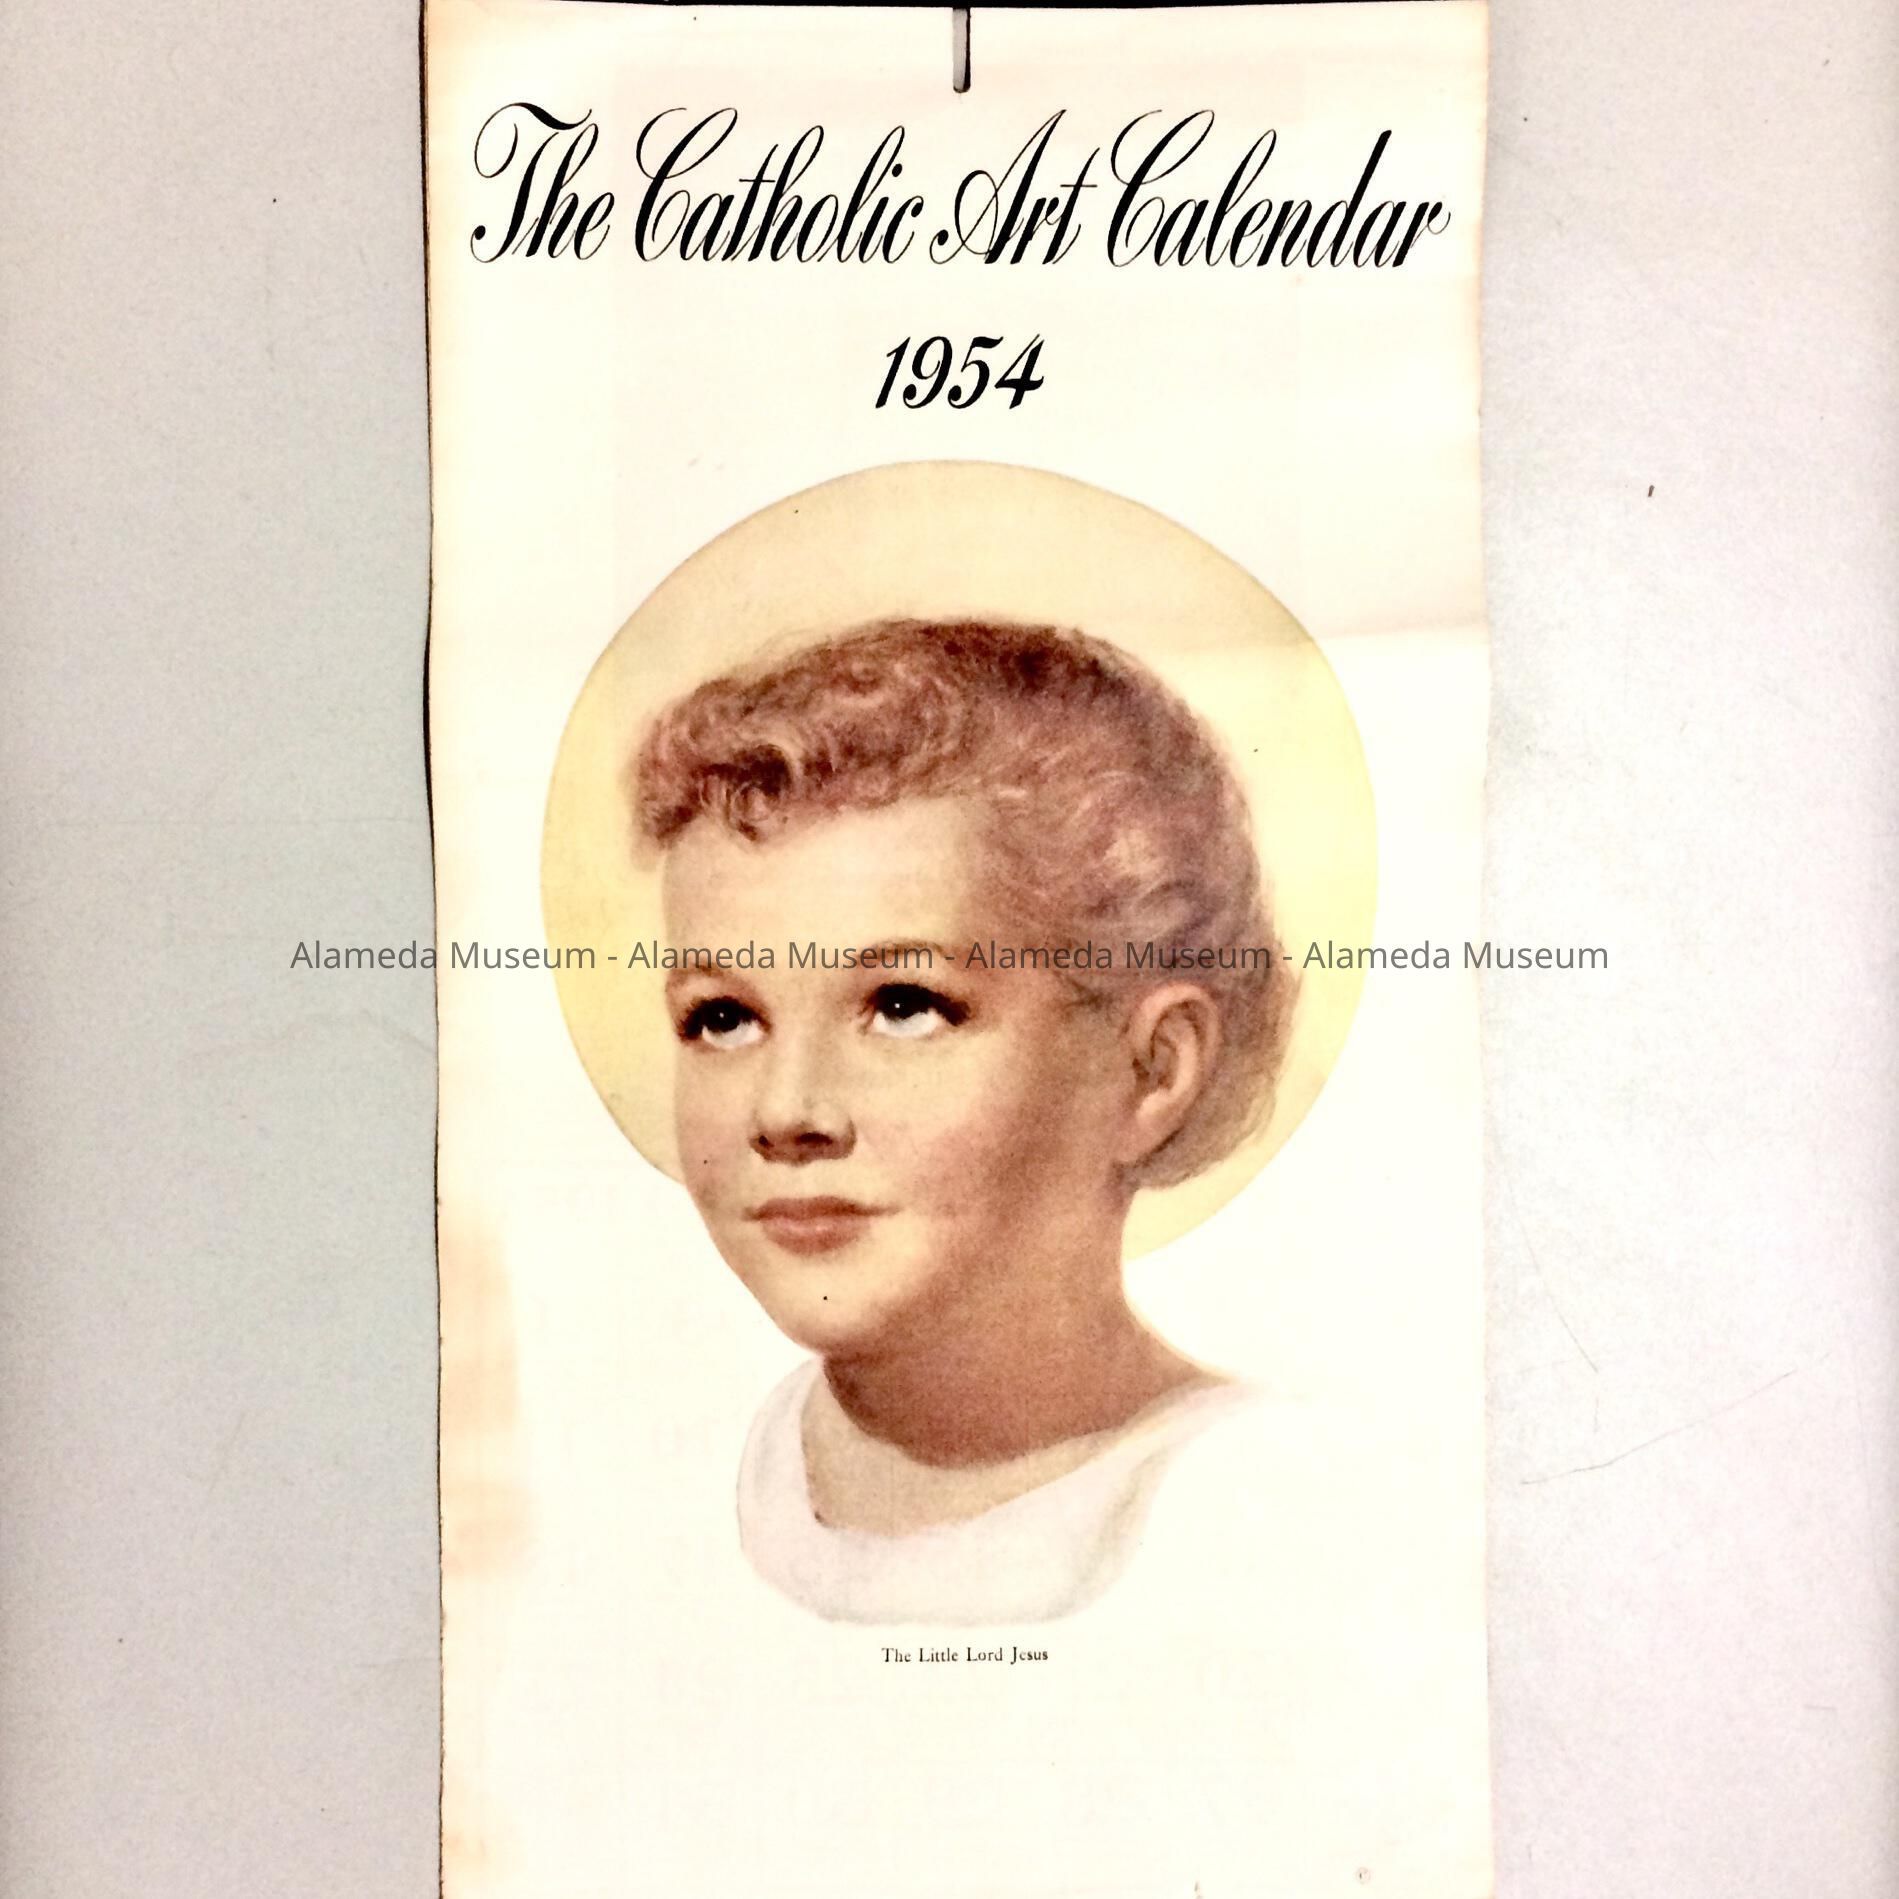 The Catholic Art Calendar
1954
Alameda Museum - Alameda Museum - Alameda Museum - Alameda Museum
The Little Lord Jesus